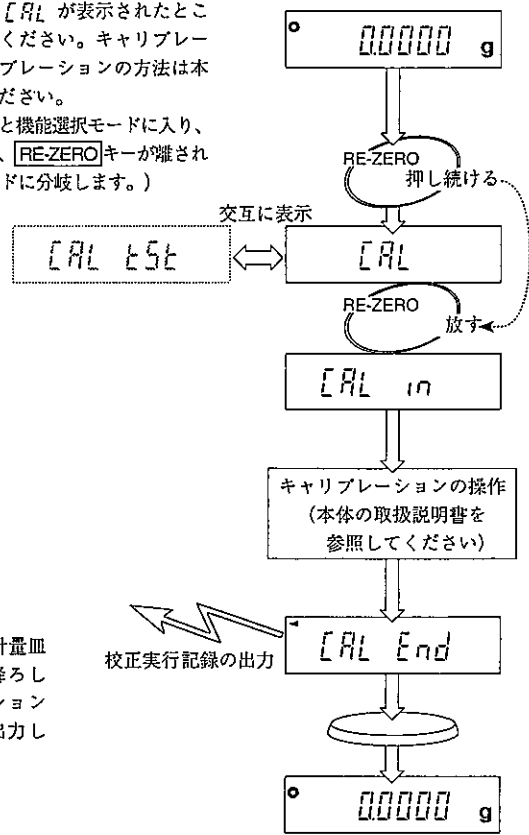 CAL が表示されたとこ
ください。キャリブレー
ブレーションの方法は本
ださい。
と機能選択モードに入り、
、RE-ZEROキーが離され
ドに分岐します。)
0.0000 g
RE-ZERO
押し続ける
交互に表示
CAL tSt
CAL
RE-ZERO
放す
CAL in
キャリブレーションの操作
(本体の取扱説明書を
参照してください)
計量皿
降ろし
ション
出力し
校正実行記録の出力
CAL End
0.0000 g